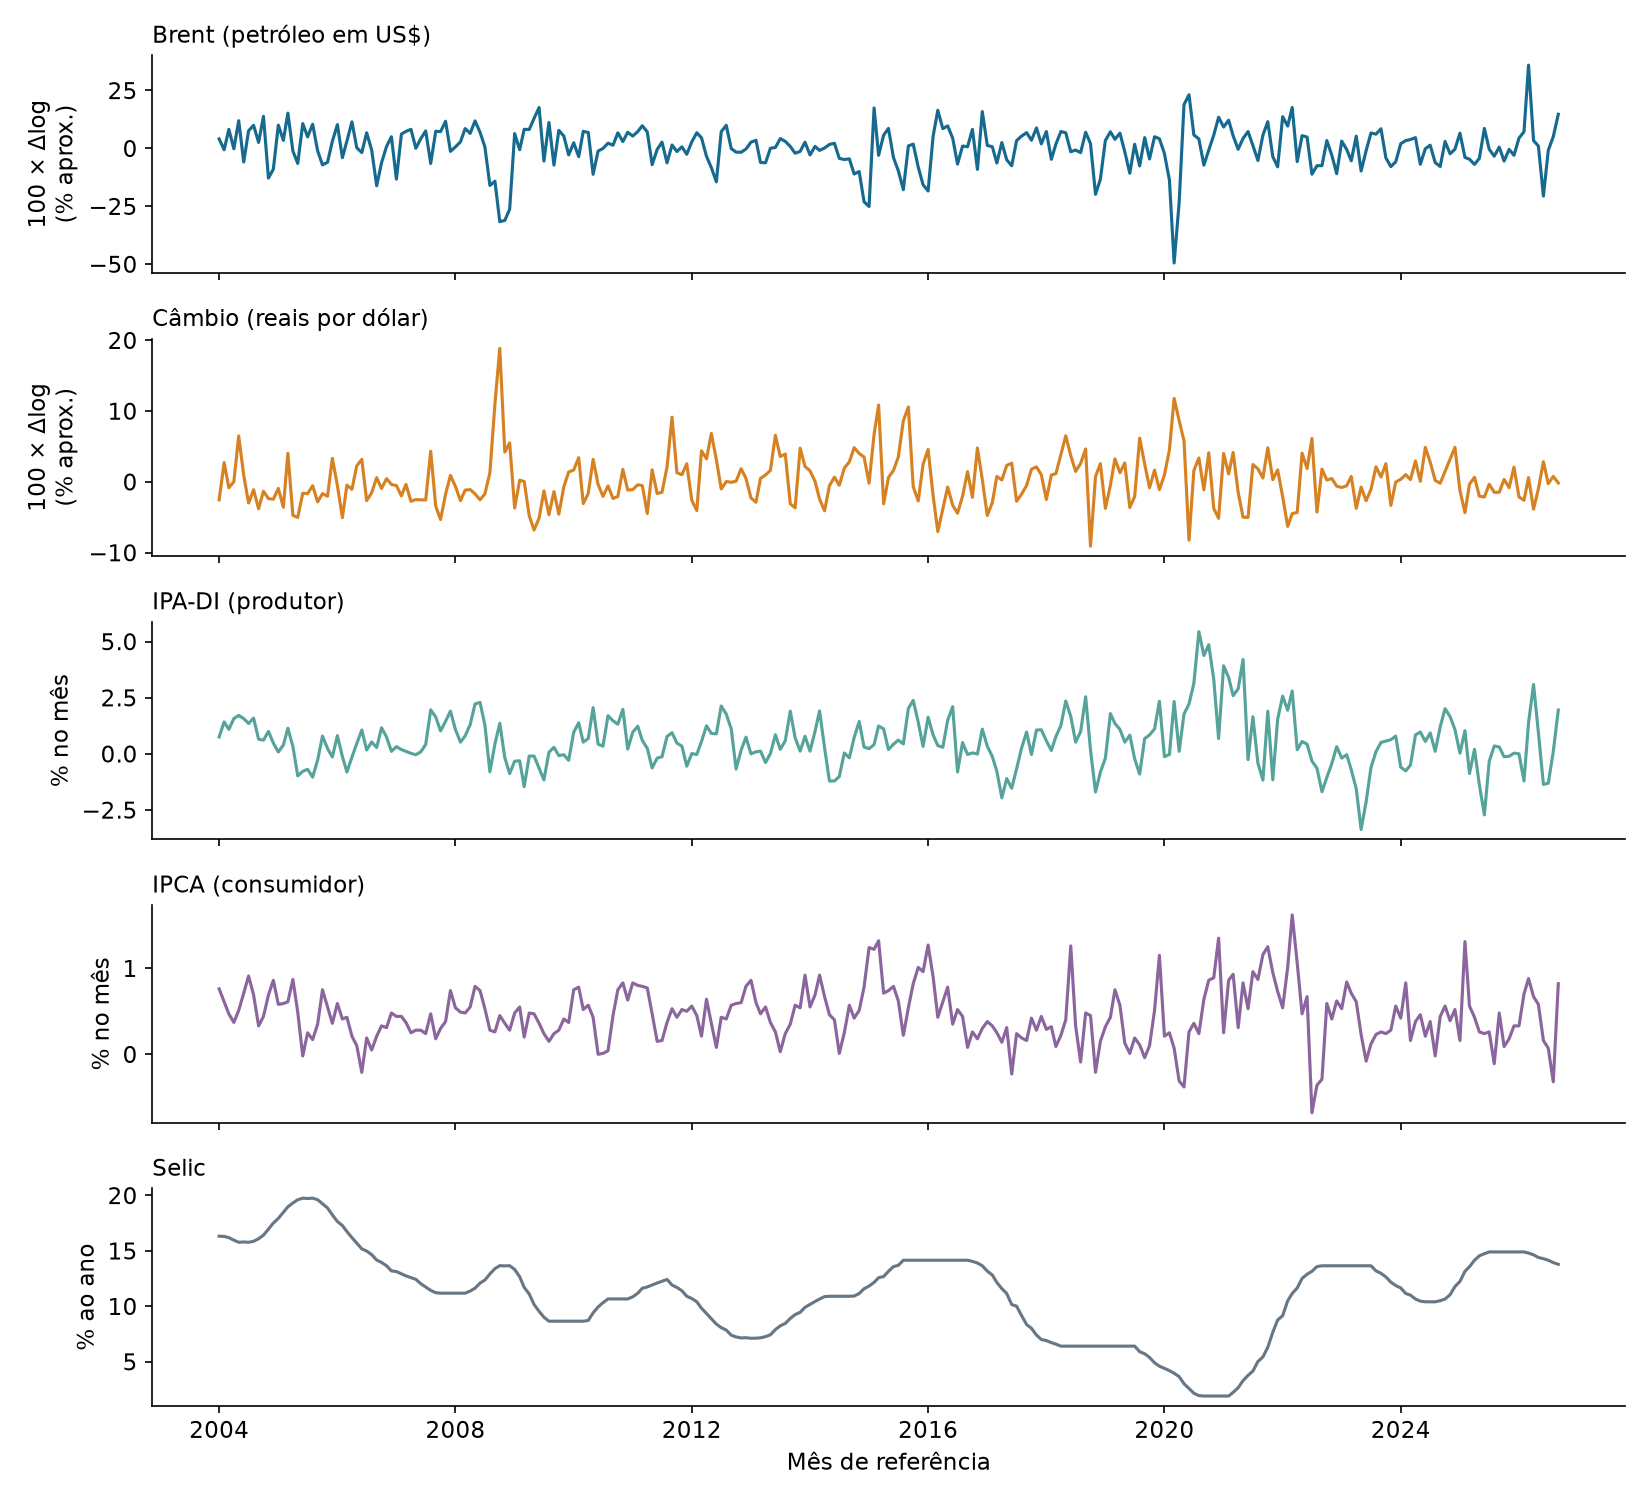 Brent (petróleo em US$)
100 × Δlog
(% aprox.)
25
0
−25
−50
Câmbio (reais por dólar)
100 × Δlog
(% aprox.)
20
10
0
−10
IPA-DI (produtor)
% no mês
5.0
2.5
0.0
−2.5
IPCA (consumidor)
% no mês
1
0
Selic
% ao ano
20
15
10
5
2004 2008 2012 2016 2020 2024
Mês de referência